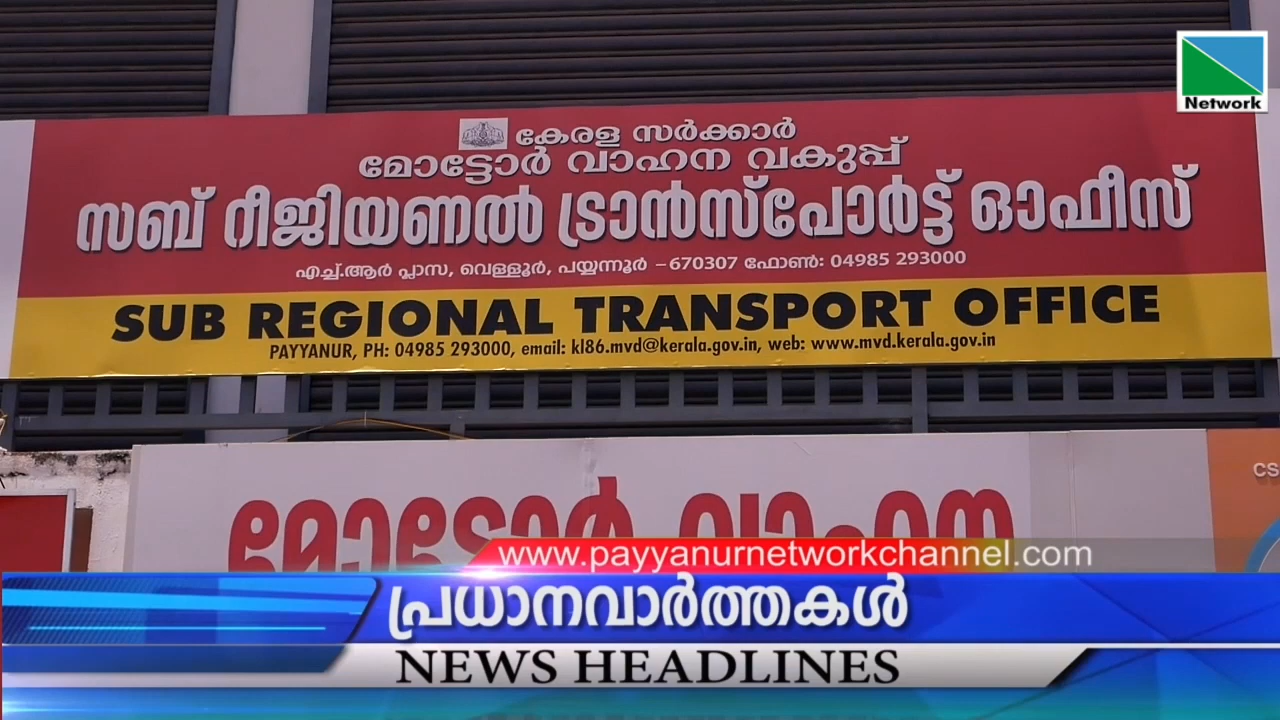 Network
കേരള സർക്കാർ
മോട്ടോർ വാഹന വകുപ്പ്
സബ് റീജിയണൽ ട്രാൻസ്പോർട്ട് ഓഫീസ്
എച്ച്.ആർ പ്ലാസ, വെള്ളൂർ, പയ്യന്നൂർ – 670307 ഫോൺ: 04985 293000
SUB REGIONAL TRANSPORT OFFICE
PAYYANUR, PH: 04985 293000, email: kl86.mvd@kerala.gov.in, web: www.mvd.kerala.gov.in
CS
മോട്ടോർ വാഹന
www.payyanurnetworkchannel.com
പ്രധാനവാർത്തകൾ
NEWS HEADLINES